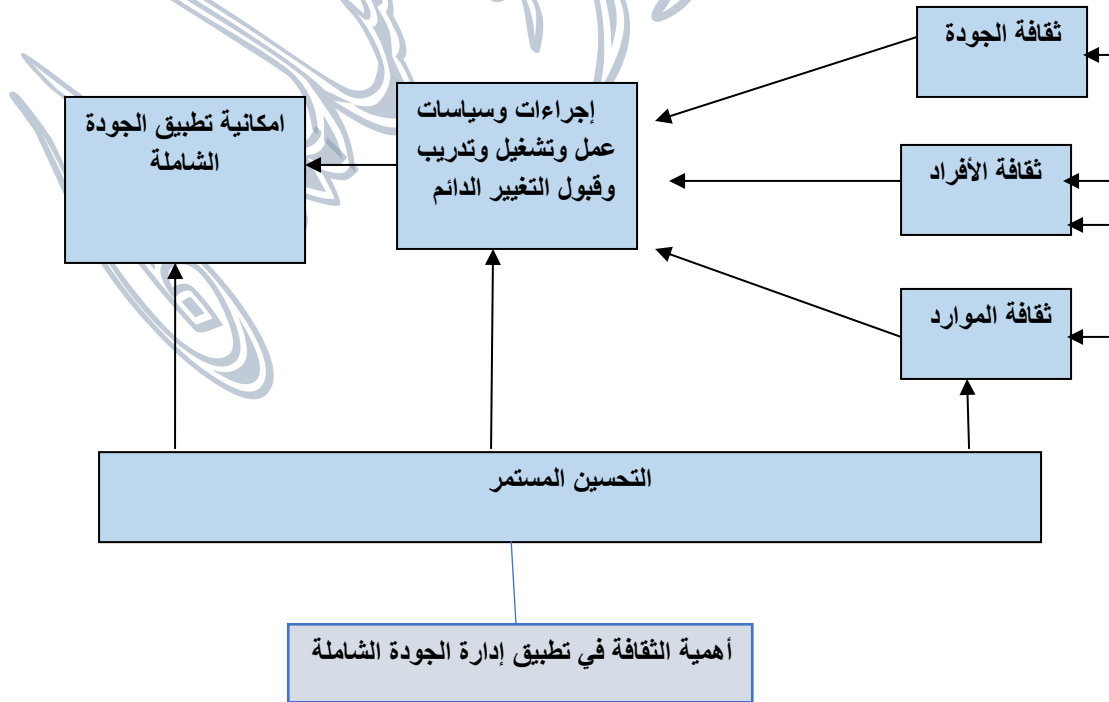 ثقافة الجودة
إجراءات وسياسات
عمل وتشغيل وتدريب
وقبول التغيير الدائم
امكانية تطبيق الجودة
الشاملة
ثقافة الأفراد
ثقافة الموارد
التحسين المستمر
أهمية الثقافة في تطبيق إدارة الجودة الشاملة